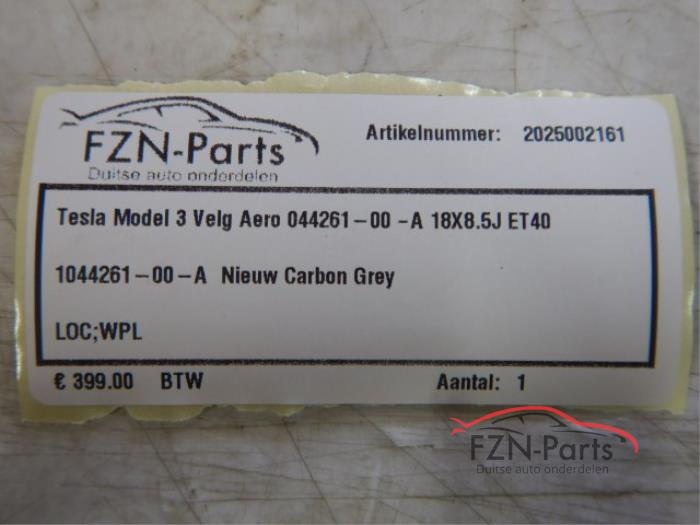 FZN-Parts
Duitse auto onderdelen
Artikelnummer: 2025002161
Tesla Model 3 Velg Aero 044261-00 -A 18X8.5J ET40
1044261-00-A Nieuw Carbon Grey
LOC;WPL
€ 399.00 BTW
Aantal: 1
FZN-Parts
Duitse auto onderdelen